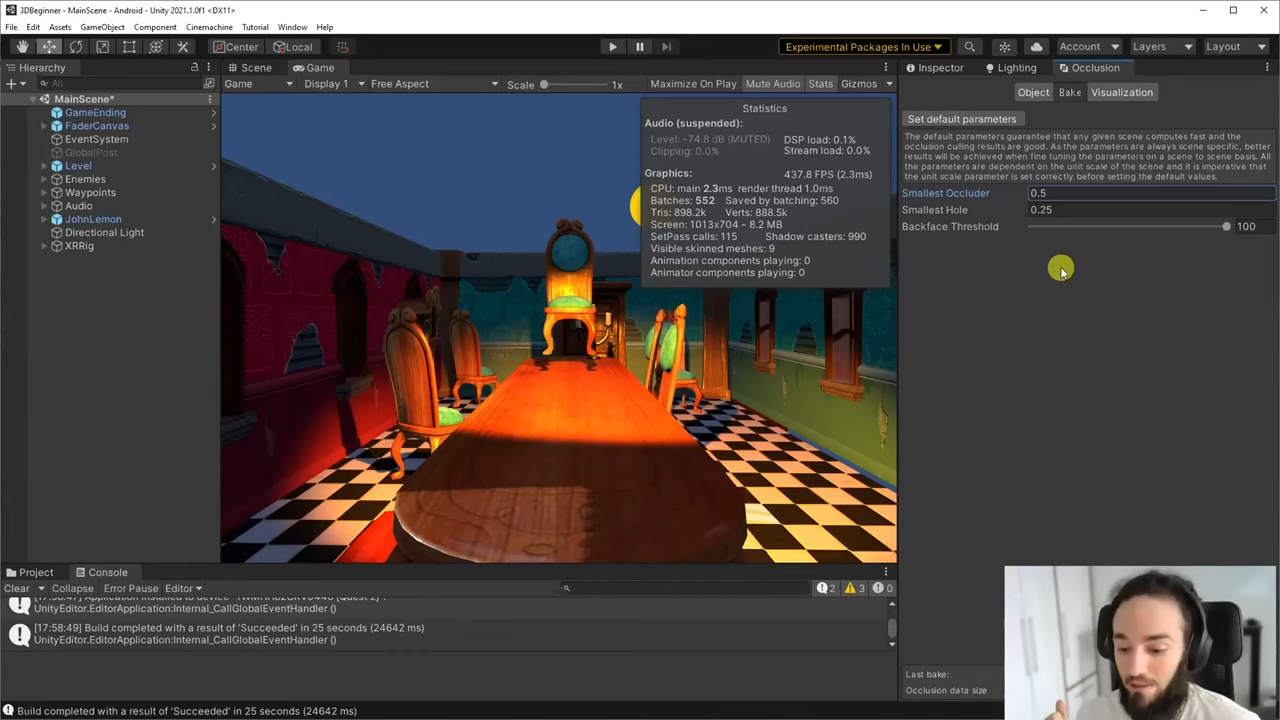 3DBeginner - MainScene - Android - Unity 2021.1.0f1 <DX11>
File Edit Assets GameObject Component Cinemachine Tutorial Window Help
Center Local Experimental Packages In Use Account Layers Layout
Hierarchy Scene Game Inspector Lighting Occlusion
All Game Display 1 Free Aspect Scale 1x Maximize On Play Mute Audio Stats Gizmos Object Bake Visualization
MainScene*
GameEnding
FaderCanvas
EventSystem
GlobalPost
Level
Enemies
Waypoints
Audio
JohnLemon
Directional Light
XRRig
Statistics
Audio (suspended):
Level: -74.8 dB (MUTED) DSP load: 0.1%
Clipping: 0.0% Stream load: 0.0%
Graphics: 437.8 FPS (2.3ms)
CPU: main 2.3ms render thread 1.0ms
Batches: 552 Saved by batching: 560
Tris: 898.2k Verts: 888.5k
Screen: 1013x704 - 8.2 MB
SetPass calls: 115 Shadow casters: 990
Visible skinned meshes: 9
Animation components playing: 0
Animator components playing: 0
Set default parameters
The default parameters guarantee that any given scene computes fast and the
occlusion culling results are good. As the parameters are always scene specific, better
results will be achieved when fine tuning the parameters on a scene to scene basis. All
the parameters are dependent on the unit scale of the scene and it is imperative that
the unit scale parameter is set correctly before setting the default values.
Smallest Occluder 0.5
Smallest Hole 0.25
Backface Threshold 100
Project Console
Clear Collapse Error Pause Editor 2 3 0
UnityEditor.EditorApplication:Internal_CallGlobalEventHandler ()
[17:58:49] Build completed with a result of 'Succeeded' in 25 seconds (24642 ms)
UnityEditor.EditorApplication:Internal_CallGlobalEventHandler ()
Last bake:
Occlusion data size
Build completed with a result of 'Succeeded' in 25 seconds (24642 ms)